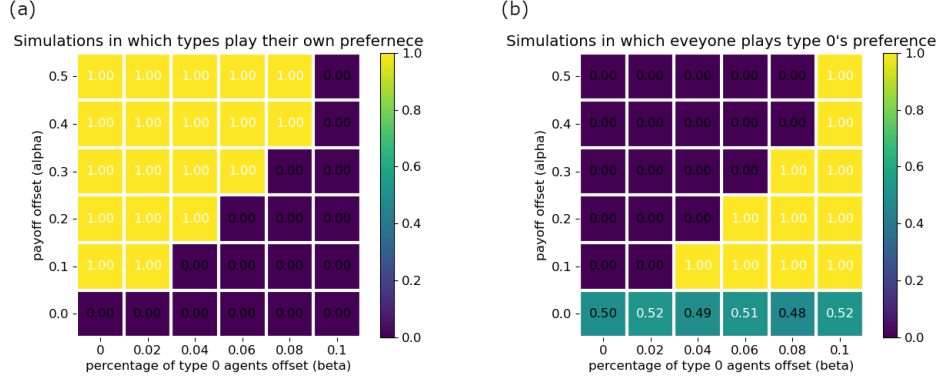 (a)
Simulations in which types play their own prefernece
payoff offset (alpha)
0.5 1.00 1.00 1.00 1.00 1.00 0.00
0.4 1.00 1.00 1.00 1.00 1.00 0.00
0.3 1.00 1.00 1.00 1.00 0.00 0.00
0.2 1.00 1.00 1.00 0.00 0.00 0.00
0.1 1.00 1.00 0.00 0.00 0.00 0.00
0.0 0.00 0.00 0.00 0.00 0.00 0.00
0 0.02 0.04 0.06 0.08 0.1
percentage of type 0 agents offset (beta)
1.0
0.8
0.6
0.4
0.2
0.0
(b)
Simulations in which eveyone plays type 0's preference
payoff offset (alpha)
0.5 0.00 0.00 0.00 0.00 0.00 1.00
0.4 0.00 0.00 0.00 0.00 0.00 1.00
0.3 0.00 0.00 0.00 0.00 1.00 1.00
0.2 0.00 0.00 0.00 1.00 1.00 1.00
0.1 0.00 0.00 1.00 1.00 1.00 1.00
0.0 0.50 0.52 0.49 0.51 0.48 0.52
0 0.02 0.04 0.06 0.08 0.1
percentage of type 0 agents offset (beta)
1.0
0.8
0.6
0.4
0.2
0.0